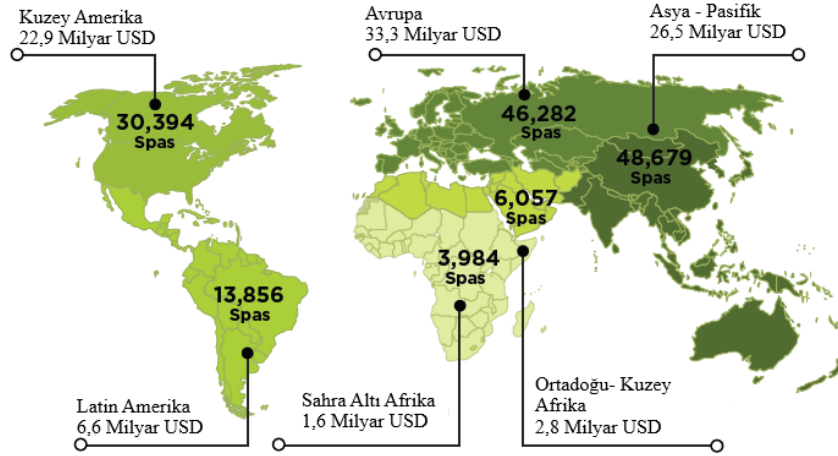 Kuzey Amerika
22,9 Milyar USD
Avrupa
33,3 Milyar USD
Asya - Pasifik
26,5 Milyar USD
30,394
Spas
46,282
Spas
48,679
Spas
6,057
Spas
3,984
Spas
13,856
Spas
Latin Amerika
6,6 Milyar USD
Sahra Altı Afrika
1,6 Milyar USD
Ortadoğu- Kuzey
Afrika
2,8 Milyar USD